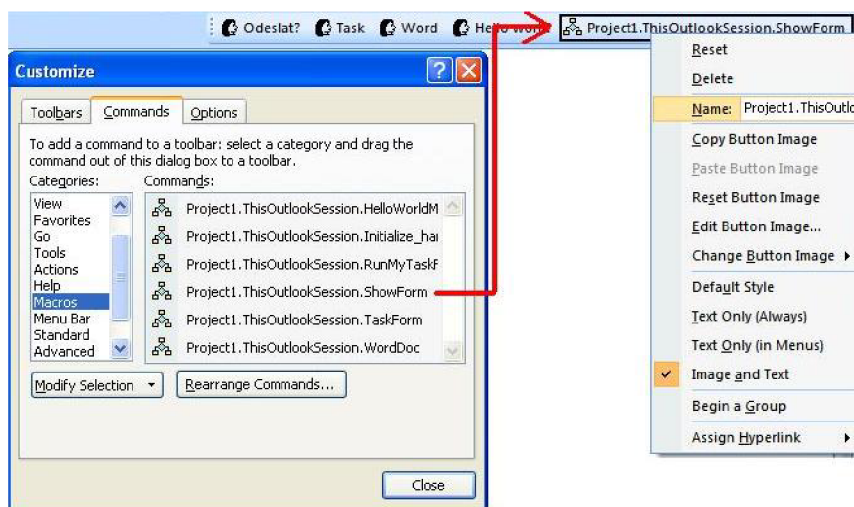 Odeslat? Task Word Hello World Project1.ThisOutlookSession.ShowForm
Customize
Toolbars Commands Options
To add a command to a toolbar: select a category and drag the
command out of this dialog box to a toolbar.
Categories: Commands:
View
Favorites
Go
Tools
Actions
Help
Macros
Menu Bar
Standard
Advanced
Project1.ThisOutlookSession.HelloWorldM
Project1.ThisOutlookSession.Initialize_har
Project1.ThisOutlookSession.RunMyTaskF
Project1.ThisOutlookSession.ShowForm
Project1.ThisOutlookSession.TaskForm
Project1.ThisOutlookSession.WordDoc
Modify Selection Rearrange Commands...
Close
Reset
Delete
Name: Project1.ThisOutlo
Copy Button Image
Paste Button Image
Reset Button Image
Edit Button Image...
Change Button Image
Default Style
Text Only (Always)
Text Only (in Menus)
Image and Text
Begin a Group
Assign Hyperlink